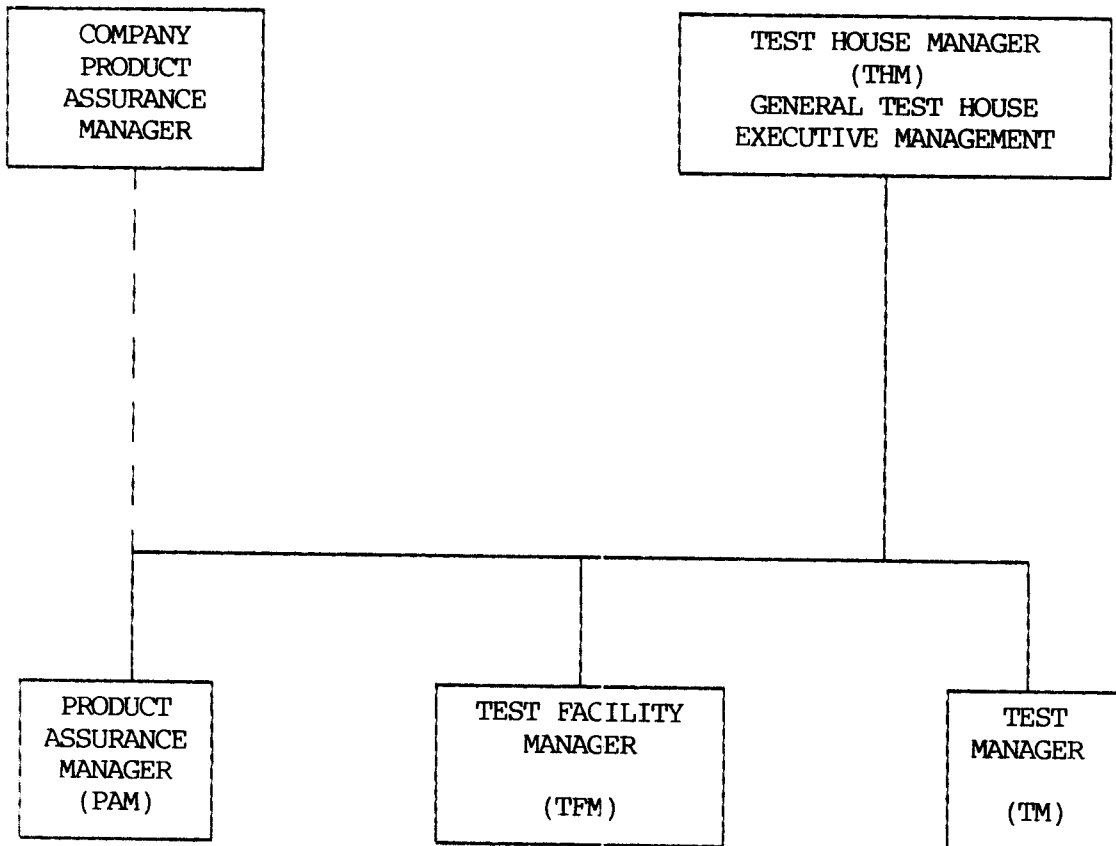 COMPANY
PRODUCT
ASSURANCE
MANAGER
TEST HOUSE MANAGER
(THM)
GENERAL TEST HOUSE
EXECUTIVE MANAGEMENT
PRODUCT
ASSURANCE
MANAGER
(PAM)
TEST FACILITY
MANAGER
(TFM)
TEST
MANAGER
(TM)